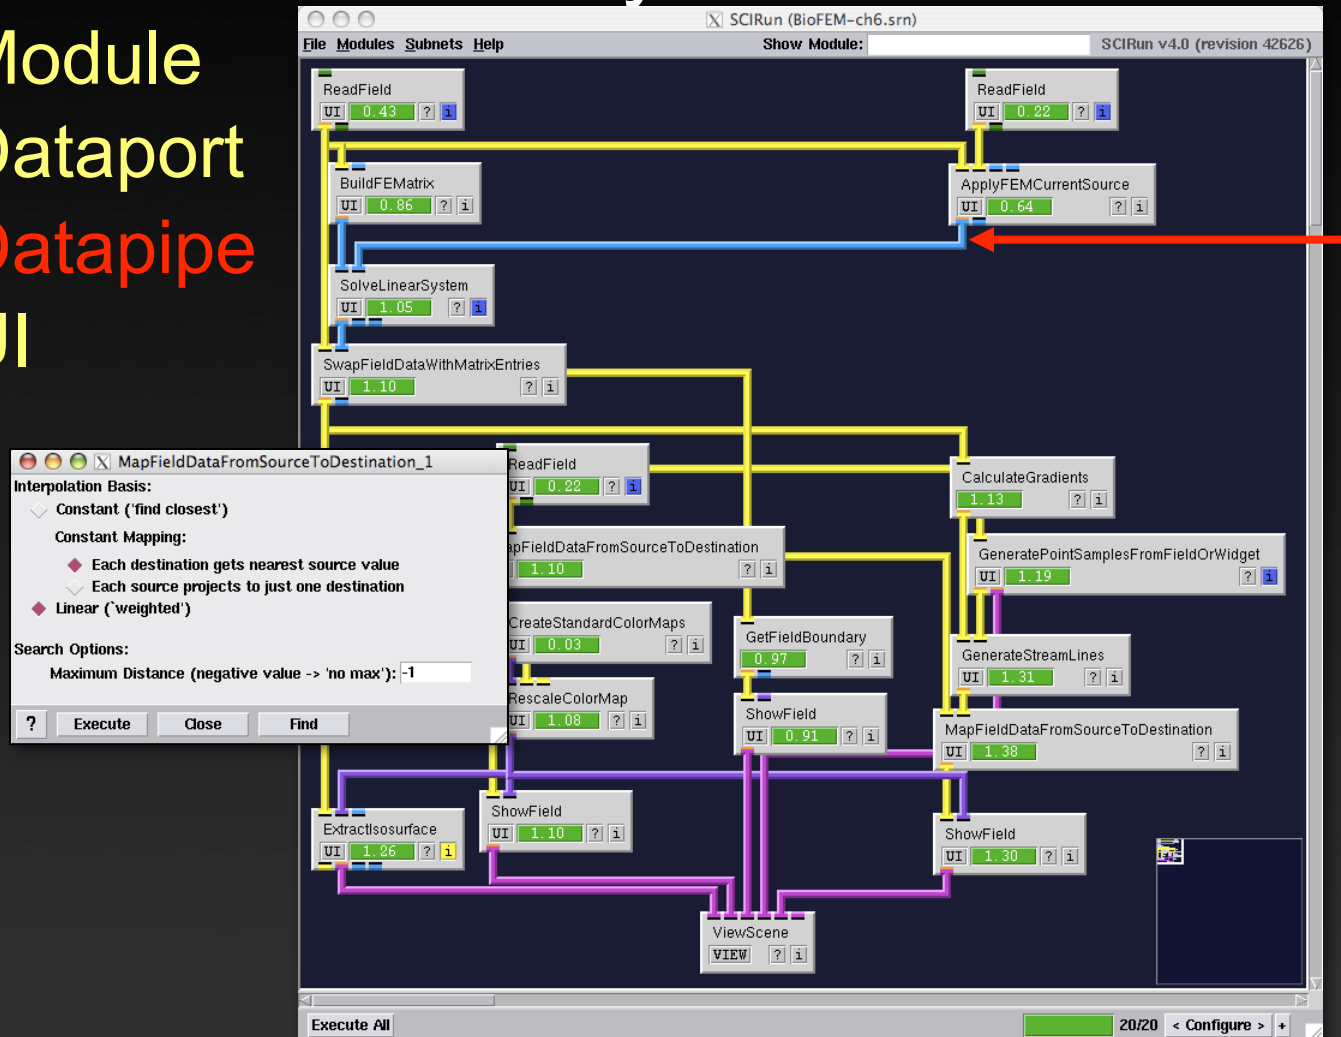 Module
Dataport
Datapipe
UI
X SCIRun (BioFEM-ch6.srn)
File Modules Subnets Help
Show Module:
SCIRun v4.0 (revision 42626)
ReadField
UI 0.43 ? i
ReadField
UI 0.22 ? i
BuildFEMatrix
UI 0.86 ? i
ApplyFEMCurrentSource
UI 0.64 ? i
SolveLinearSystem
UI 1.05 ? i
SwapFieldDataWithMatrixEntries
UI 1.10 ? i
X MapFieldDataFromSourceToDestination_1
Interpolation Basis:
Constant ('find closest')
Constant Mapping:
Each destination gets nearest source value
Each source projects to just one destination
Linear (`weighted')
Search Options:
Maximum Distance (negative value -> 'no max'): -1
? Execute Close Find
ReadField
UI 0.22 ? i
CalculateGradients
1.13 ? i
apFieldDataFromSourceToDestination
1.10 ? i
GeneratePointSamplesFromFieldOrWidget
UI 1.19 ? i
CreateStandardColorMaps
UI 0.03 ? i
GetFieldBoundary
0.97 ? i
GenerateStreamLines
UI 1.31 ? i
RescaleColorMap
UI 1.08 ? i
ShowField
UI 0.91 ? i
MapFieldDataFromSourceToDestination
UI 1.38 ? i
ExtractIsosurface
UI 1.26 ? i
ShowField
UI 1.10 ? i
ShowField
UI 1.30 ? i
ViewScene
VIEW ? i
Execute All
20/20 < Configure > +